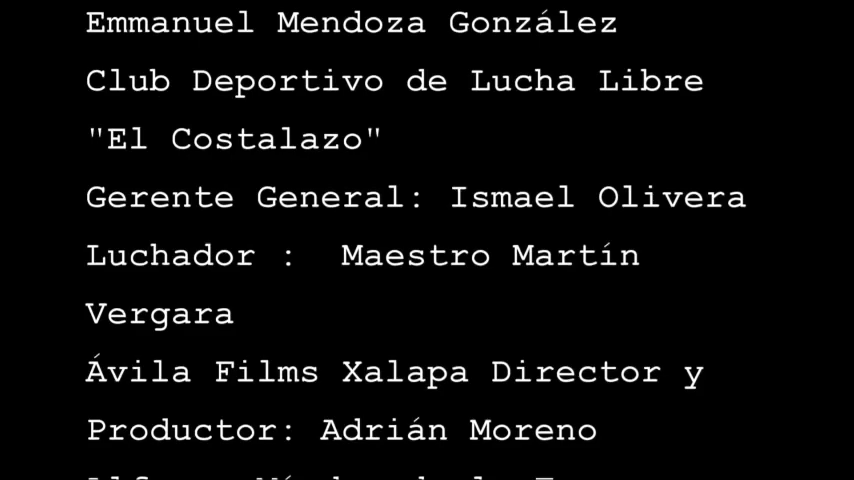 Emmanuel Mendoza González
Club Deportivo de Lucha Libre
"El Costalazo"
Gerente General: Ismael Olivera
Luchador :  Maestro Martín
Vergara
Ávila Films Xalapa Director y
Productor: Adrián Moreno